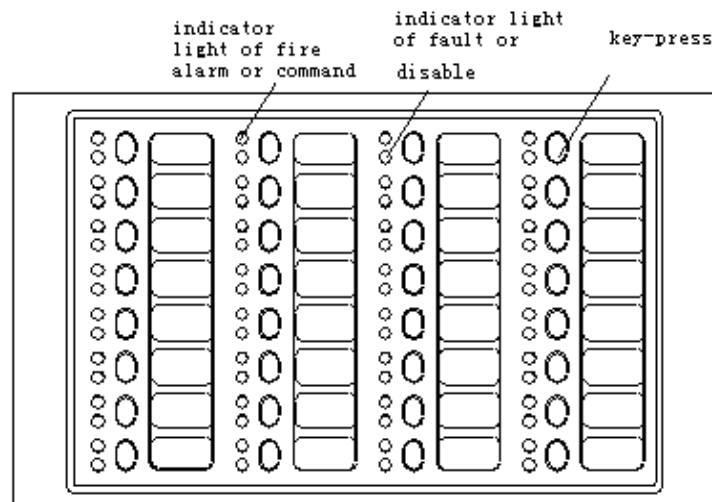 indicator
light of fire
alarm or command
indicator light
of fault or
disable
key-press